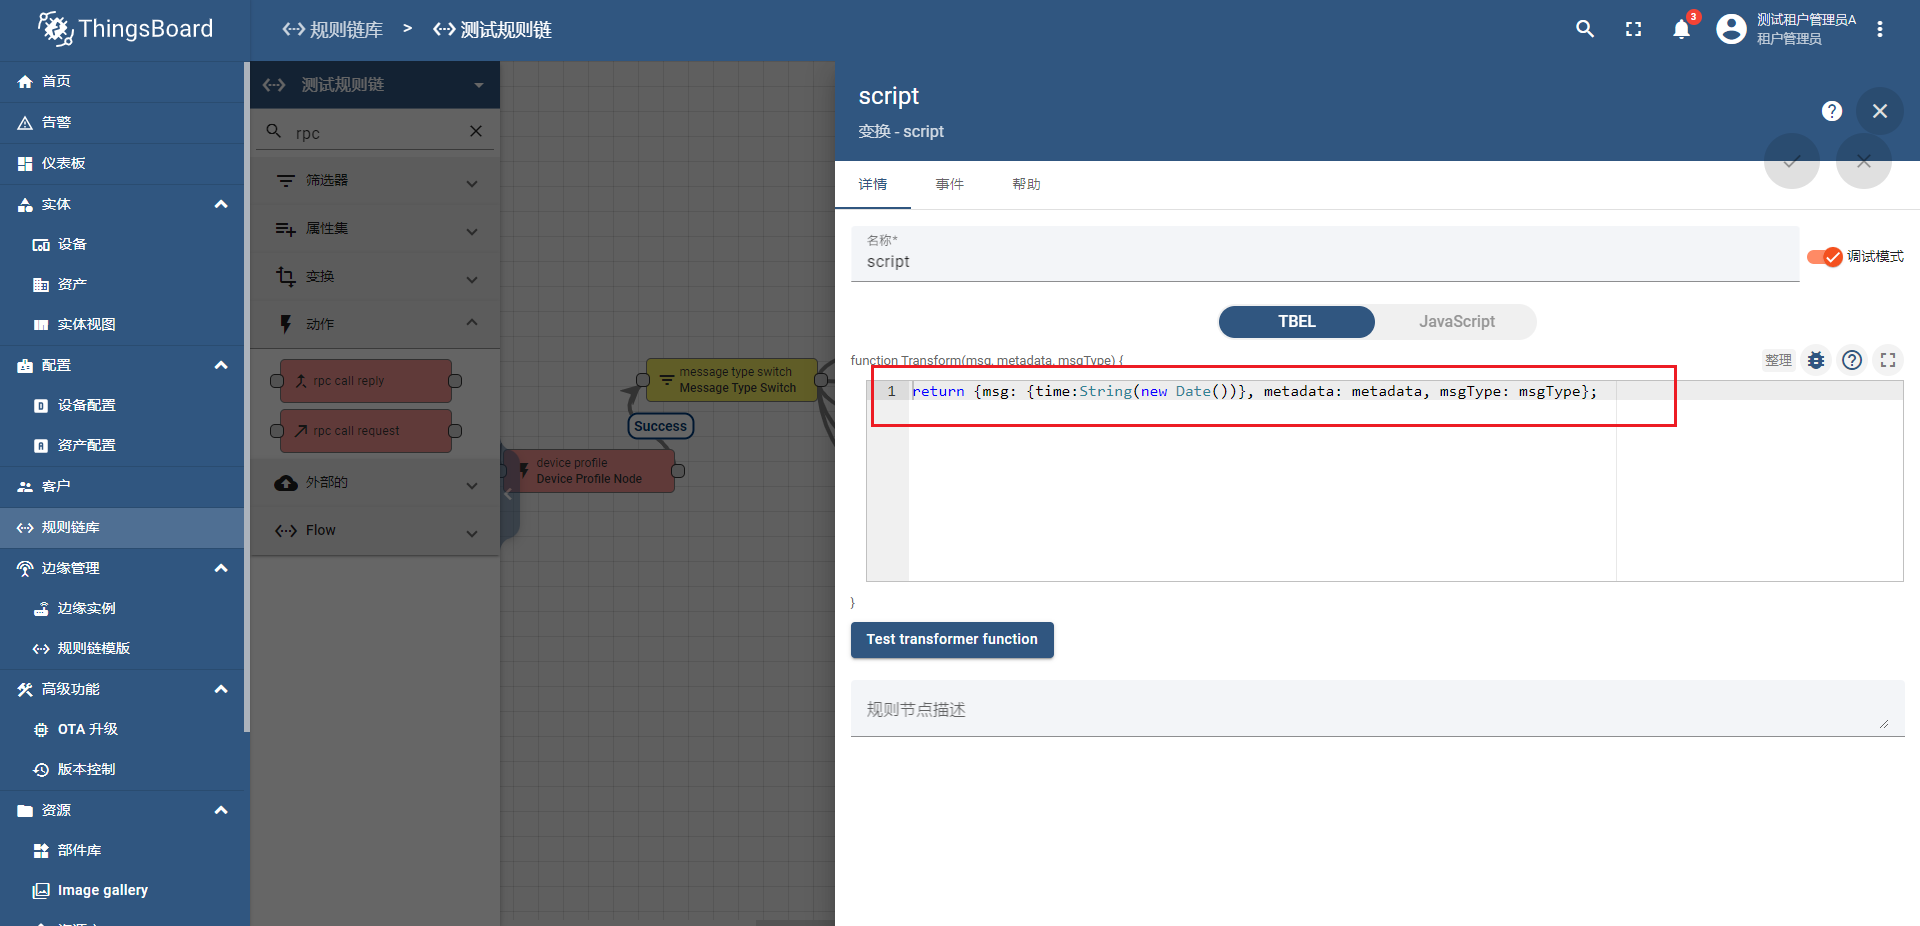 ThingsBoard
规则链库 > 测试规则链
3
测试租户管理员A
租户管理员
首页
告警
仪表板
实体
设备
资产
实体视图
配置
设备配置
资产配置
客户
规则链库
边缘管理
边缘实例
规则链模版
高级功能
OTA 升级
版本控制
资源
部件库
Image gallery
测试规则链
rpc
筛选器
属性集
变换
动作
rpc call reply
rpc call request
外部的
Flow
message type switch
Message Type Switch
Success
device profile
Device Profile Node
script
变换 - script
详情
事件
帮助
名称*
script
调试模式
TBEL
JavaScript
function Transform(msg, metadata, msgType) {
整理
1 return {msg: {time:String(new Date())}, metadata: metadata, msgType: msgType};
}
Test transformer function
规则节点描述